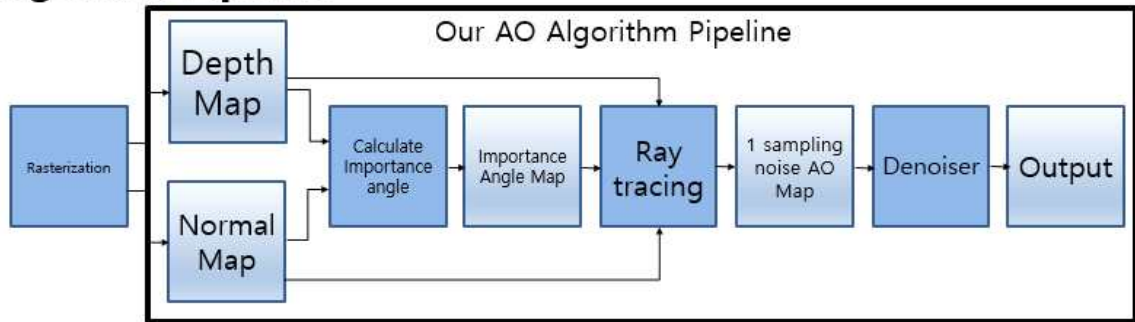 Our AO Algorithm Pipeline
Rasterization
Depth
Map
Normal
Map
Calculate
Importance
angle
Importance
Angle Map
Ray
tracing
1 sampling
noise AO
Map
Denoiser
Output